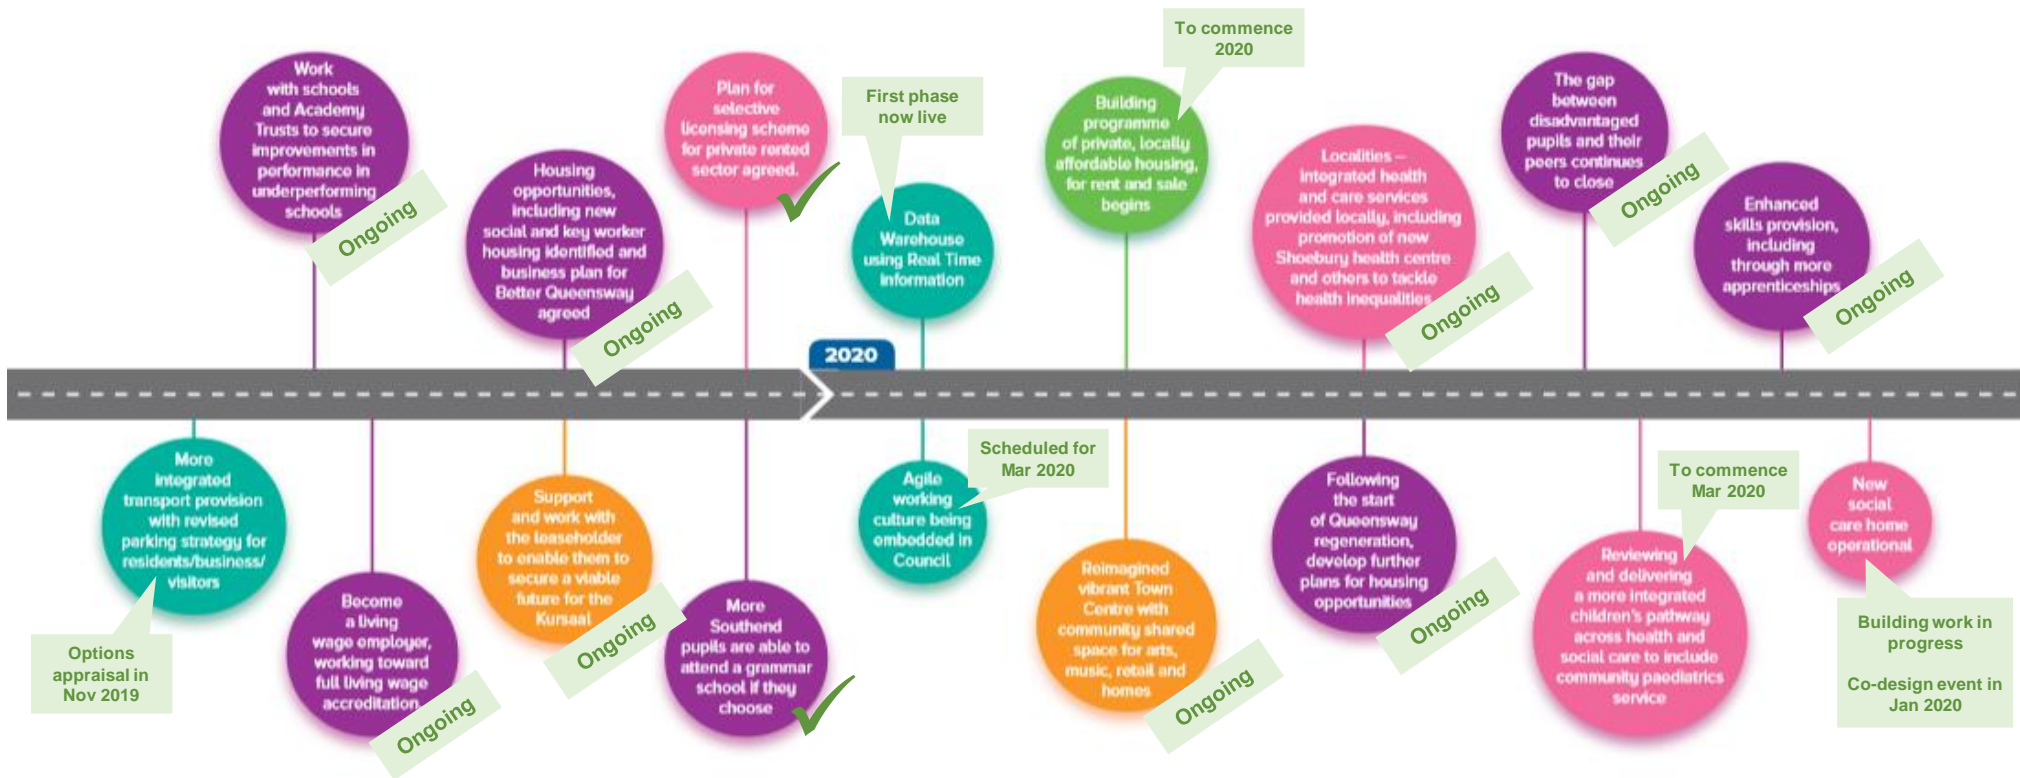 Work
with schools
and Academy
Trusts to secure
improvements in
performance in
underperforming
schools
Ongoing
Housing
opportunities,
including new
social and key worker
housing identified and
business plan for
Better Queensway
agreed
Ongoing
Plan for
selective
licensing scheme
for private rented
sector agreed.
First phase
now live
Data
Warehouse
using Real Time
information
To commence
2020
Building
programme
of private, locally
affordable housing,
for rent and sale
begins
Localities –
integrated health
and care services
provided locally, including
promotion of new
Shoebury health centre
and others to tackle
health inequalities
Ongoing
The gap
between
disadvantaged
pupils and their
peers continues
to close
Ongoing
Enhanced
skills provision,
including
through more
apprenticeships
Ongoing
2020
More
integrated
transport provision
with revised
parking strategy for
residents/business/
visitors
Options
appraisal in
Nov 2019
Become
a living
wage employer,
working toward
full living wage
accreditation
Ongoing
Support
and work with
the leaseholder
to enable them to
secure a viable
future for the
Kursaal
Ongoing
More
Southend
pupils are able to
attend a grammar
school if they
choose
Scheduled for
Mar 2020
Agile
working
culture being
embedded in
Council
Reimagined
vibrant Town
Centre with
community shared
space for arts,
music, retail and
homes
Ongoing
Following
the start
of Queensway
regeneration,
develop further
plans for housing
opportunities
Ongoing
To commence
Mar 2020
Reviewing
and delivering
a more integrated
children's pathway
across health and
social care to include
community paediatrics
service
New
social
care home
operational
Building work in
progress
Co-design event in
Jan 2020